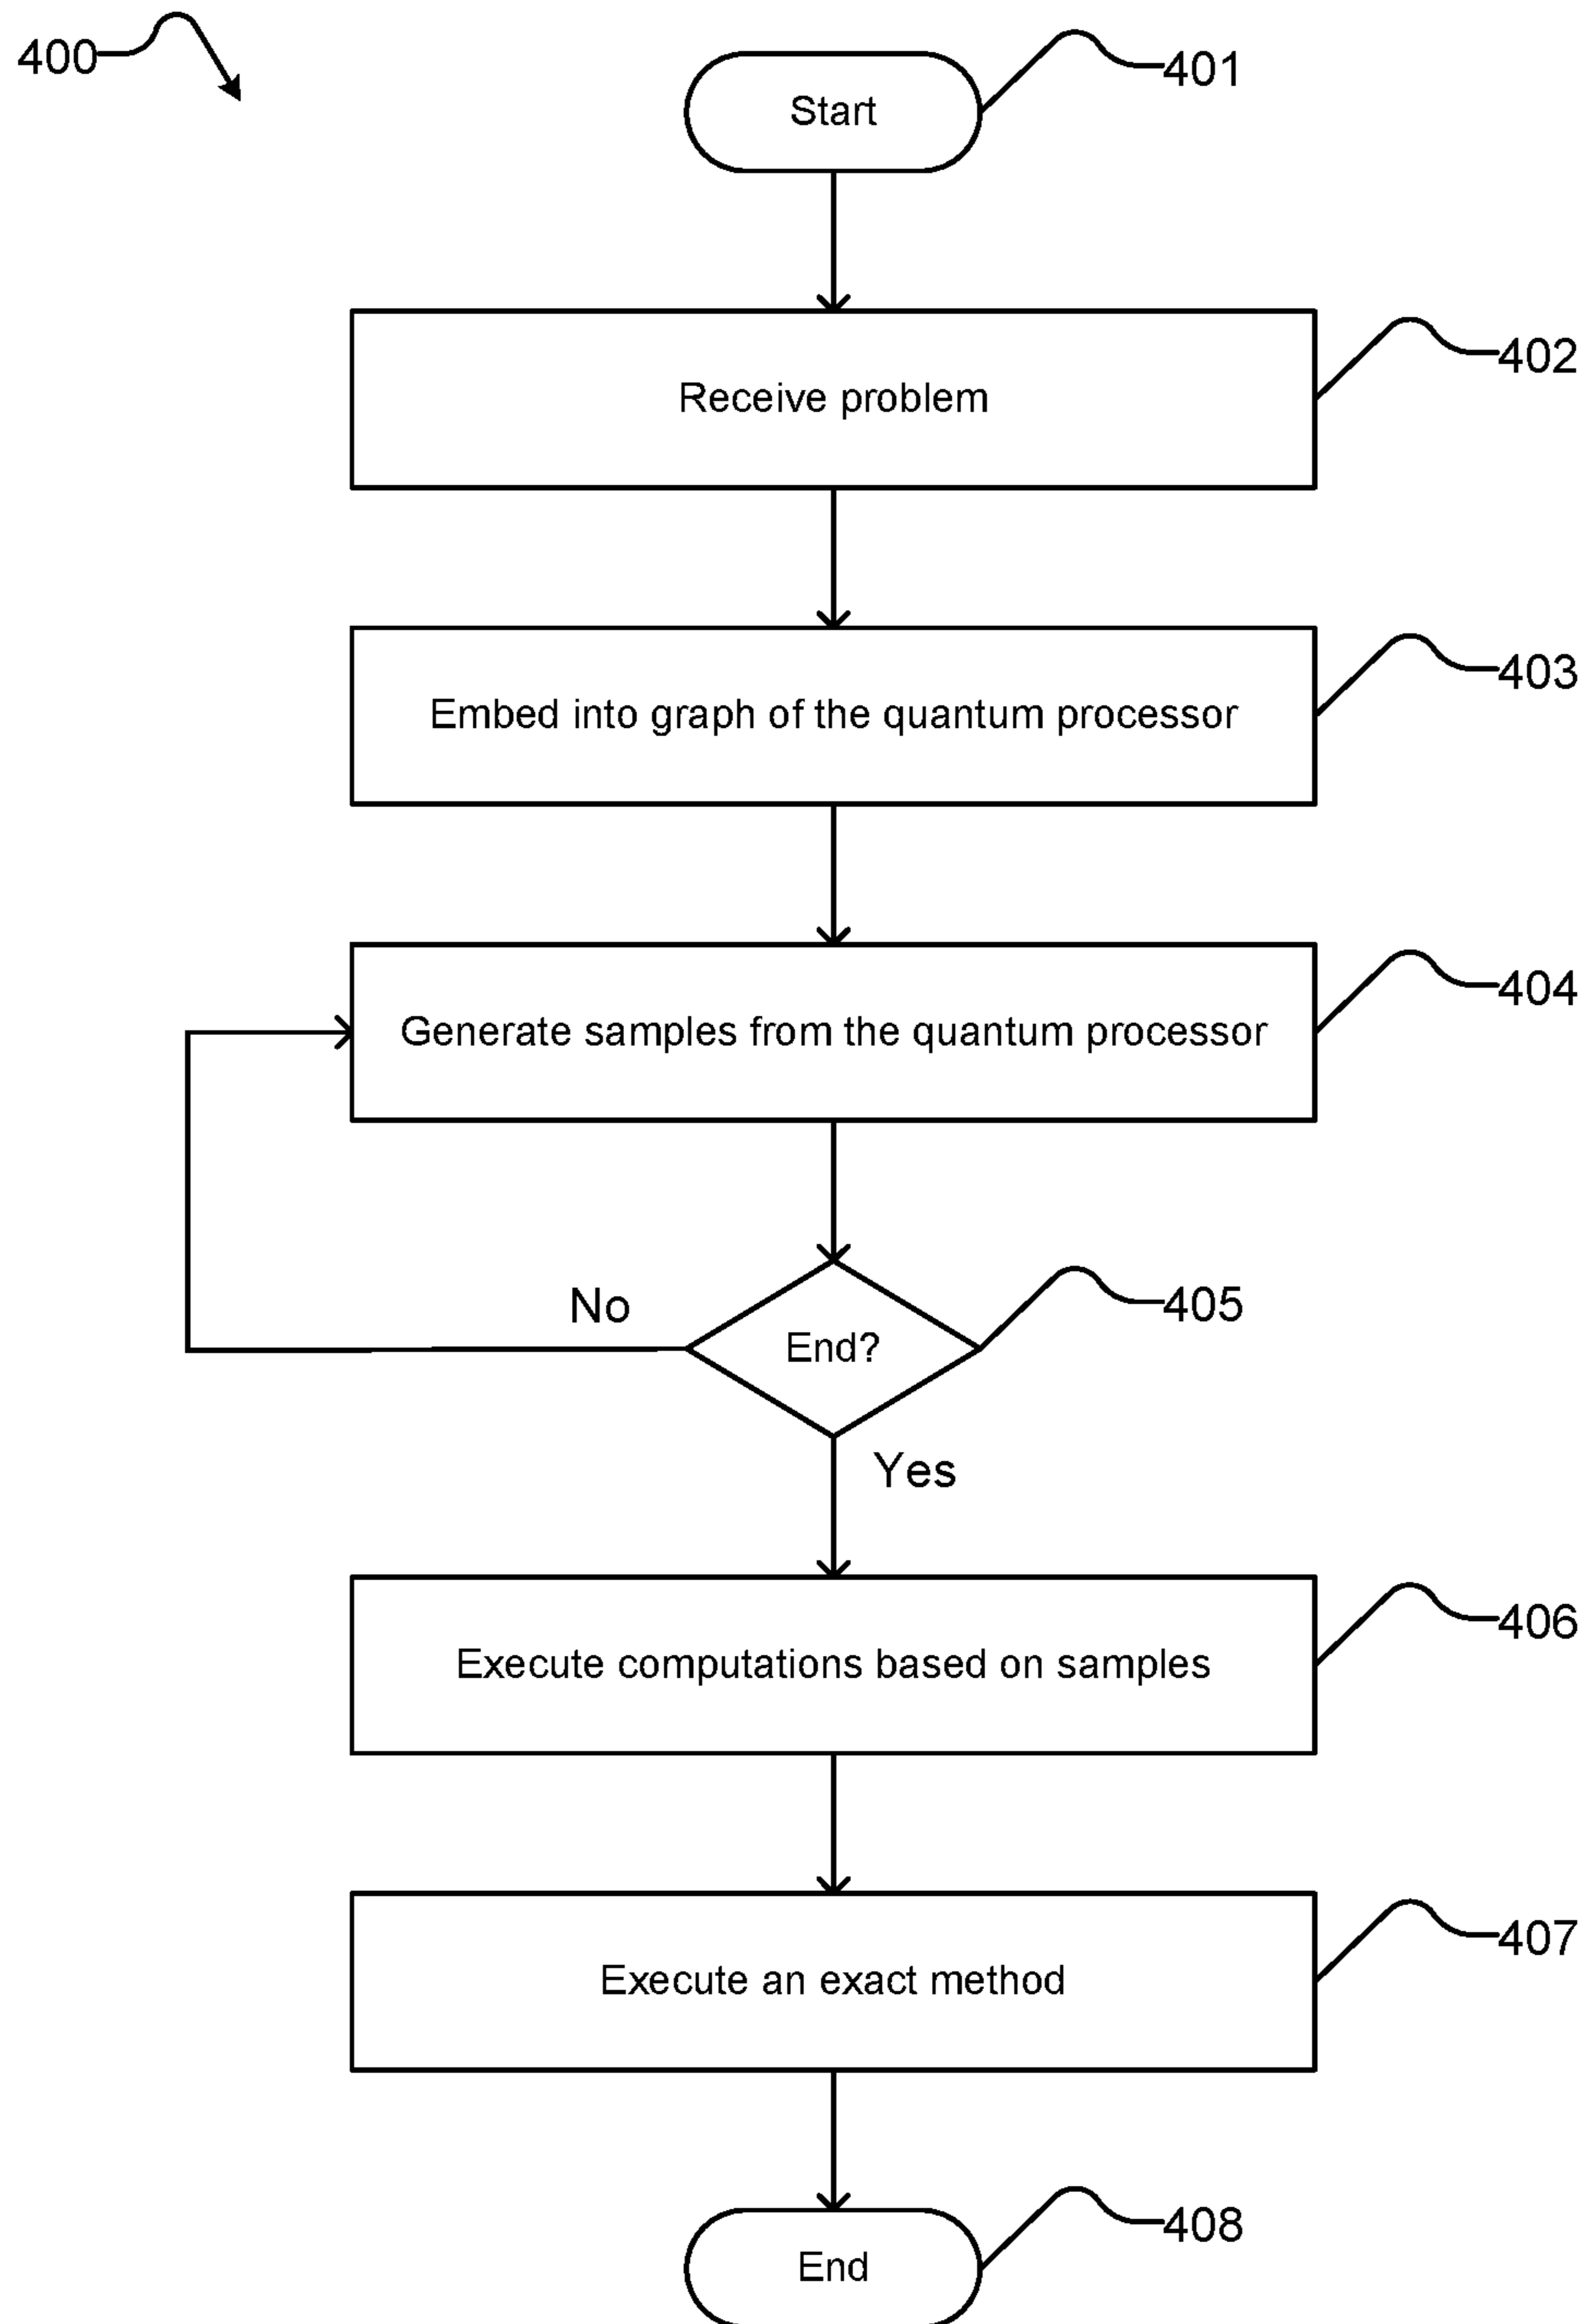 400
Start
401
Receive problem
402
Embed into graph of the quantum processor
403
Generate samples from the quantum processor
404
No
End?
405
Yes
Execute computations based on samples
406
Execute an exact method
407
End
408